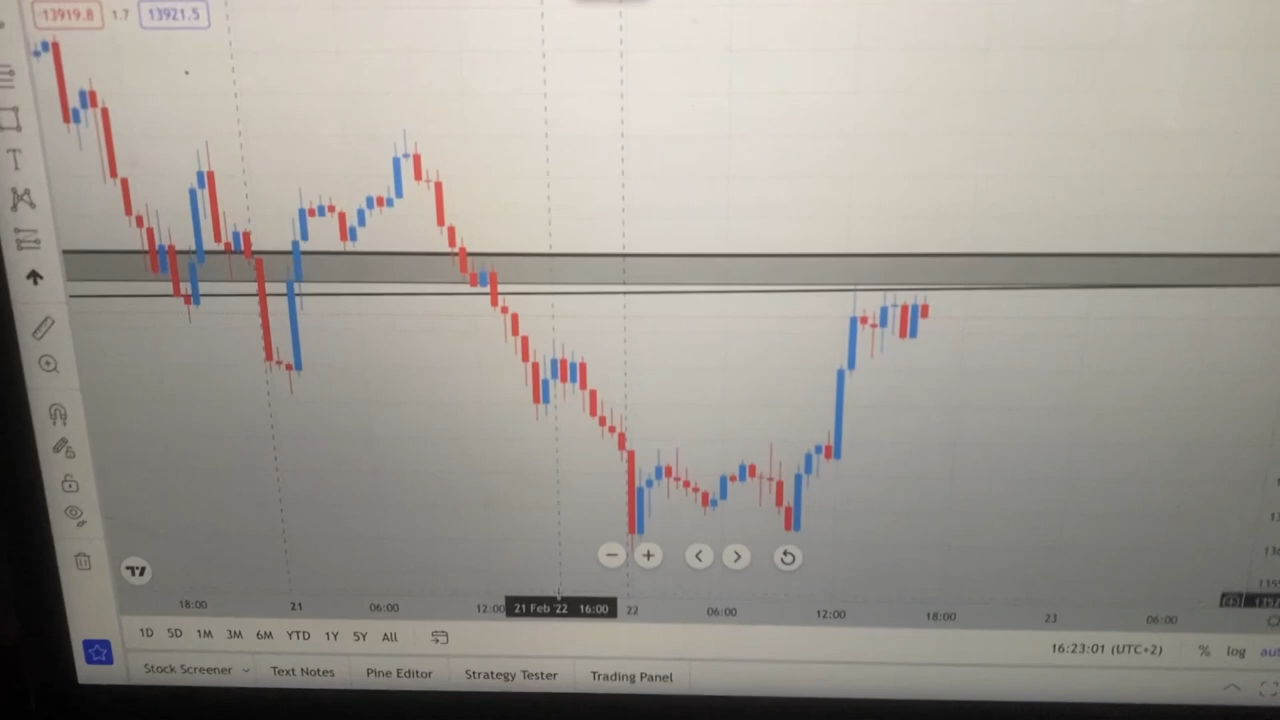 13919.8 1.7 13921.5
T
18:00 21 06:00 12:00 21 Feb '22 16:00 22 06:00 12:00 18:00 23 06:00
1D 5D 1M 3M 6M YTD 1Y 5Y All
16:23:01 (UTC+2) % log
Stock Screener Text Notes Pine Editor Strategy Tester Trading Panel